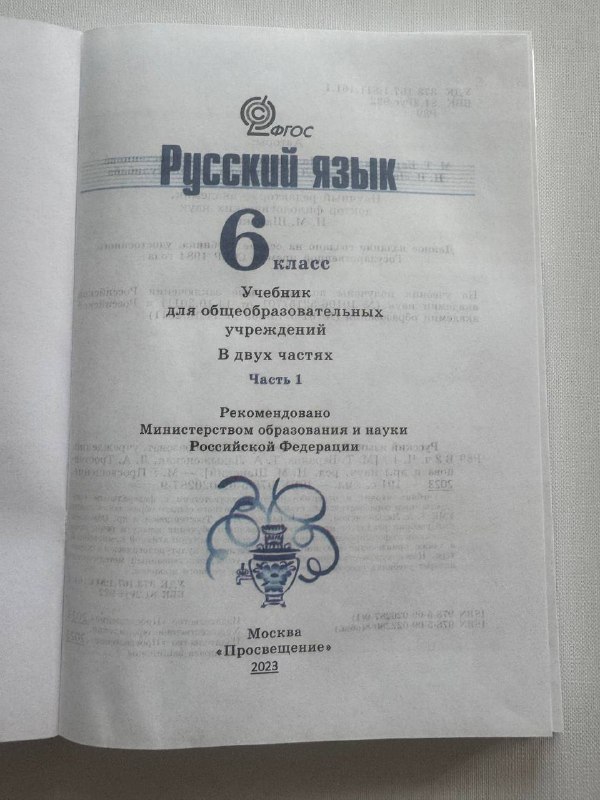 ФГОС
Русский язык
6 класс
Учебник
для общеобразовательных
учреждений
В двух частях
Часть 1
Рекомендовано
Министерством образования и науки
Российской Федерации
Москва
«Просвещение»
2023